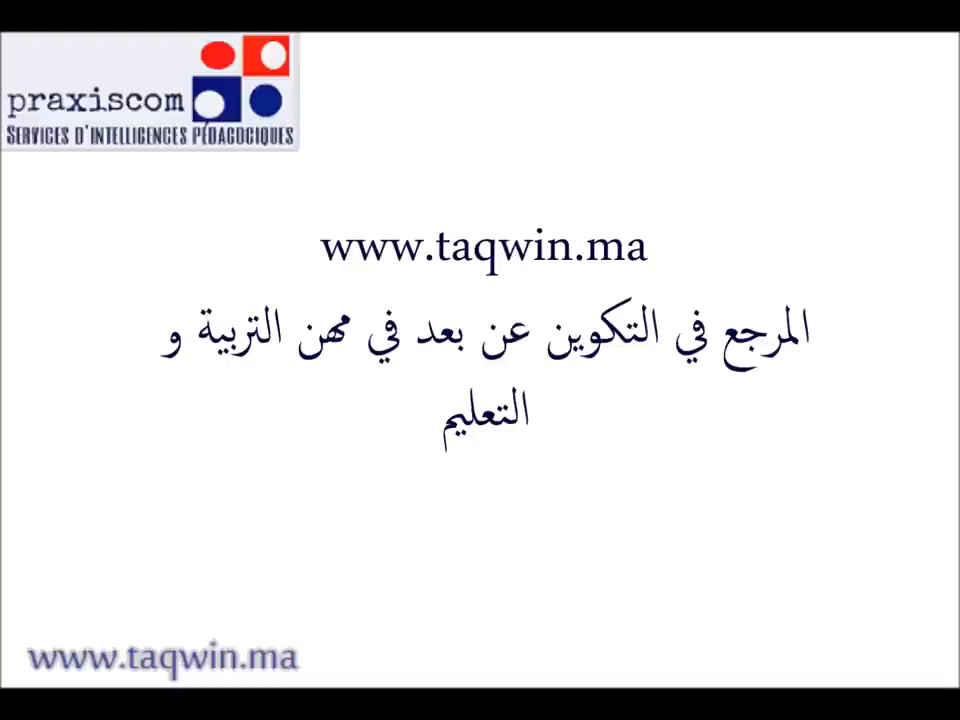 praxiscom
SERVICES D'INTELLIGENCES PÉDAGOGIQUES
www.taqwin.ma
المرجع في التكوين عن بعد في مهن التربية و
التعليم
www.taqwin.ma